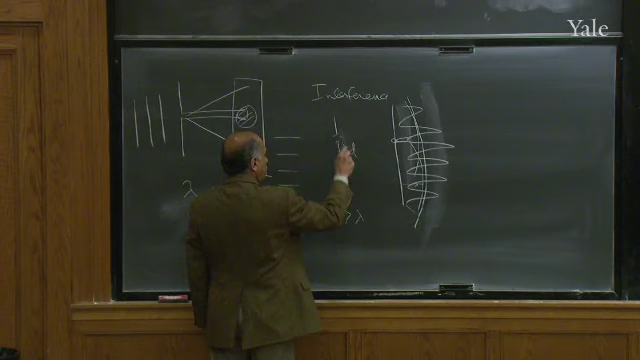 Yale
Interference
λ
λ